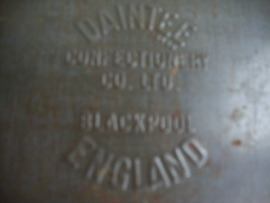 DAINTEE
CONFECTIONERY
CO. LTD.
BLACKPOOL
ENGLAND